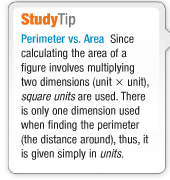 StudyTip
Perimeter vs. Area Since
calculating the area of a
figure involves multiplying
two dimensions (unit × unit),
square units are used. There
is only one dimension used
when finding the perimeter
(the distance around), thus, it
is given simply in units.